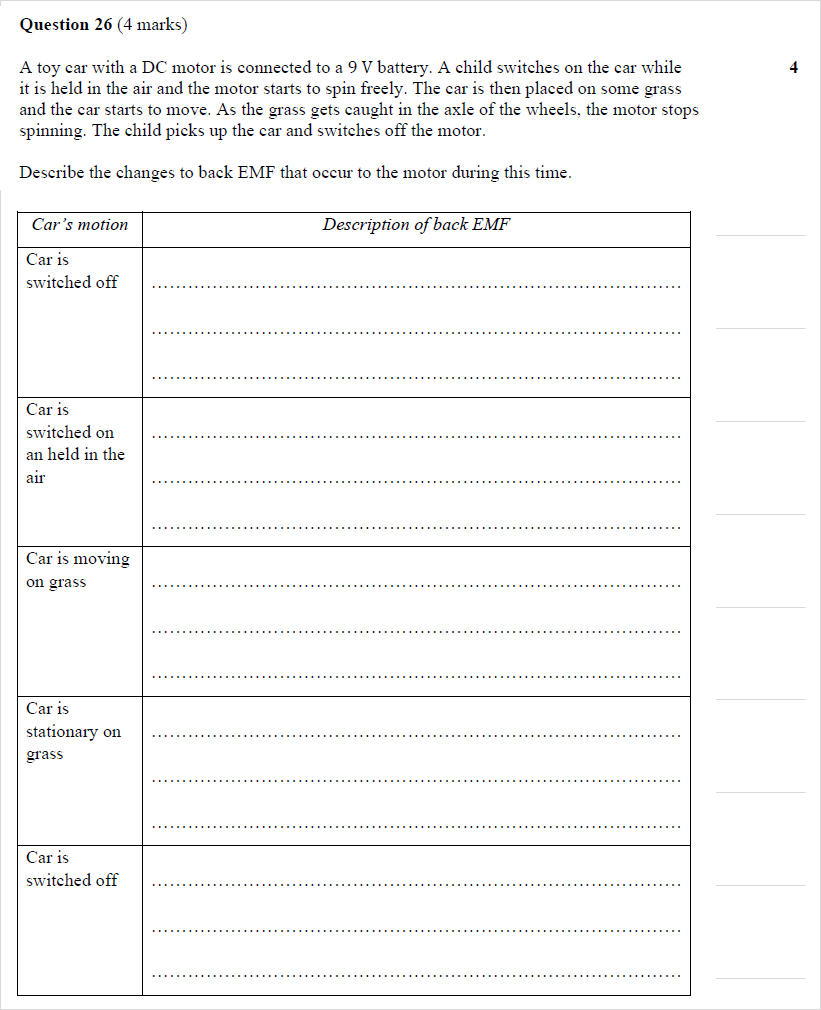 Question 26 (4 marks)
A toy car with a DC motor is connected to a 9 V battery. A child switches on the car while
4
it is held in the air and the motor starts to spin freely. The car is then placed on some grass
and the car starts to move. As the grass gets caught in the axle of the wheels, the motor stops
spinning. The child picks up the car and switches off the motor.
Describe the changes to back EMF that occur to the motor during this time.
Car's motion
Description of back EMF
Car is
switched off
Car is
switched on
an held in the
air
Car is moving
on grass
Car is
stationary on
grass
Car is
switched off